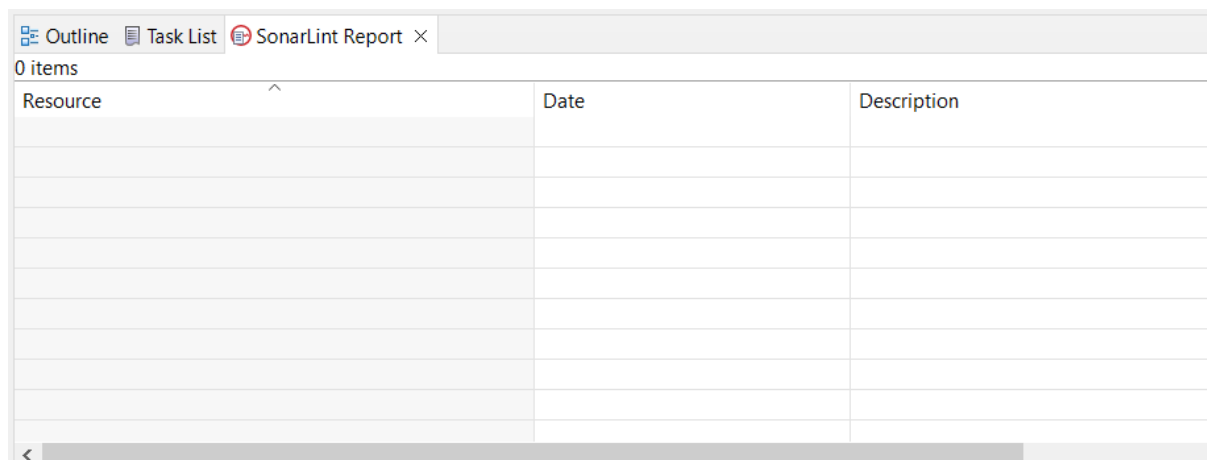 Outline Task List SonarLint Report
0 items
Resource Date Description